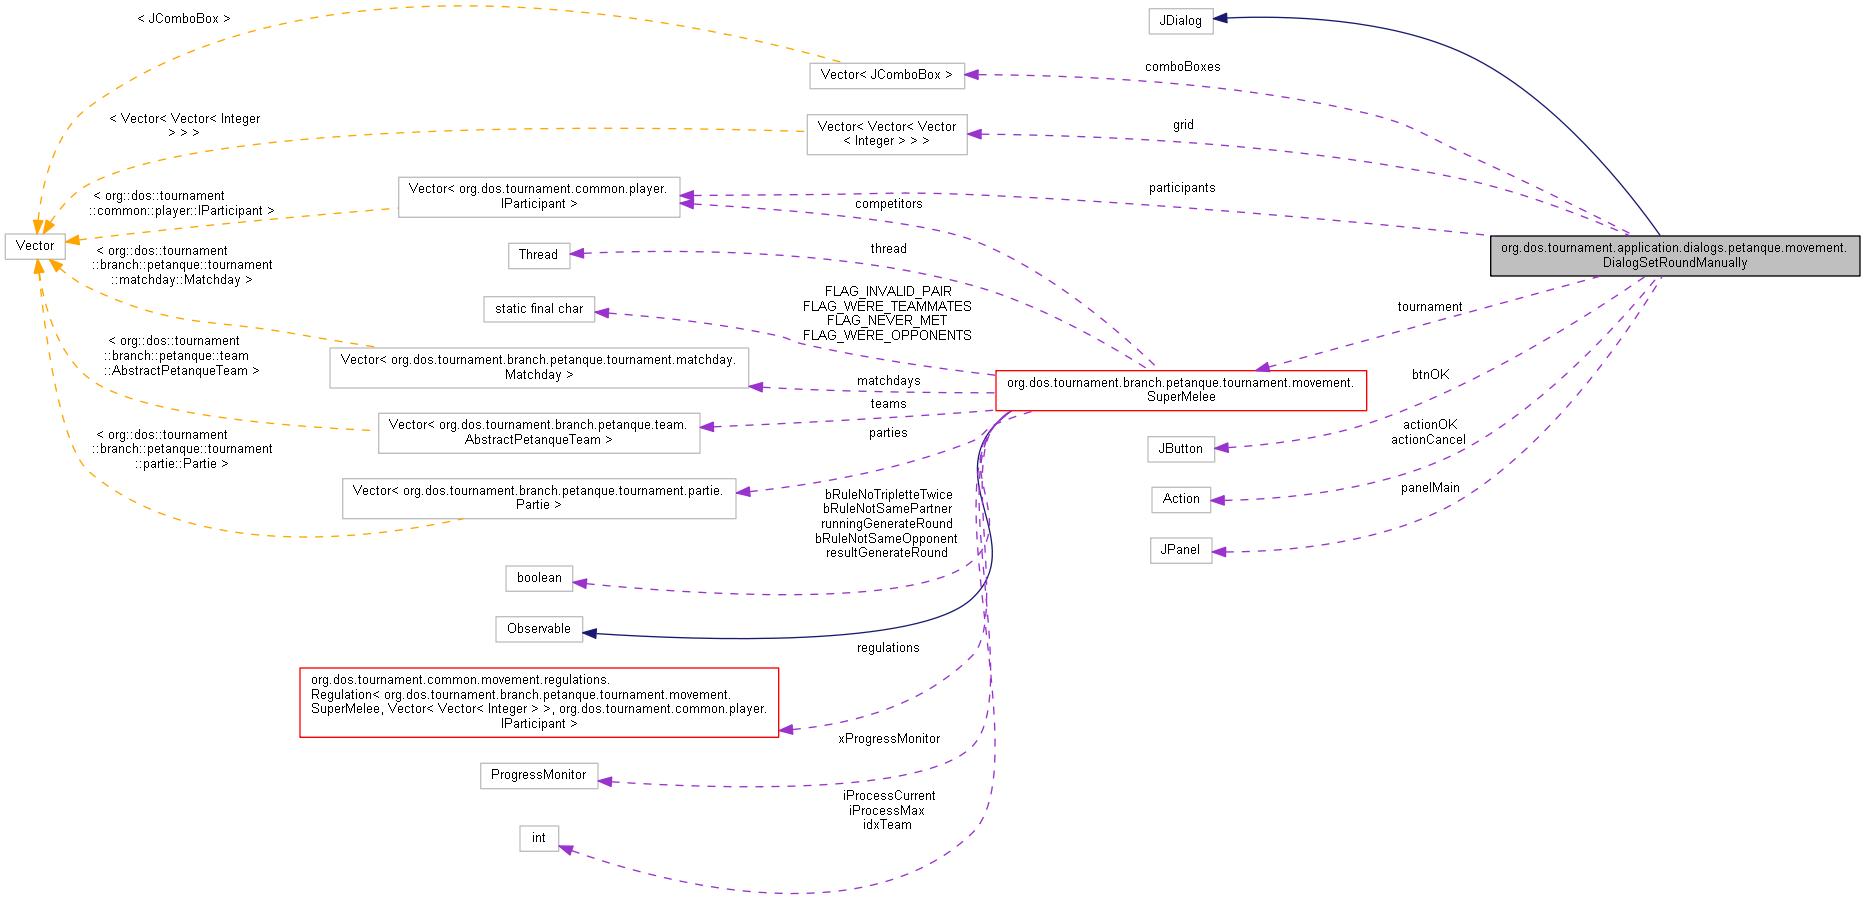 < JComboBox >
JDialog
Vector< JComboBox >
comboBoxes
< Vector< Vector< Integer
> > >
Vector< Vector< Vector
< Integer > > >
grid
< org::dos::tournament
::common::player::IParticipant >
Vector< org.dos.tournament.common.player.
IParticipant >
participants
competitors
Vector
org.dos.tournament.application.dialogs.petanque.movement.
DialogSetRoundManually
< org::dos::tournament
::branch::petanque::tournament
::matchday::Matchday >
Thread
thread
static final char
FLAG_INVALID_PAIR
FLAG_WERE_TEAMMATES
FLAG_NEVER_MET
FLAG_WERE_OPPONENTS
tournament
< org::dos::tournament
::branch::petanque::team
::AbstractPetanqueTeam >
Vector< org.dos.tournament.branch.petanque.tournament.matchday.
Matchday >
matchdays
org.dos.tournament.branch.petanque.tournament.movement.
SuperMelee
btnOK
teams
Vector< org.dos.tournament.branch.petanque.team.
AbstractPetanqueTeam >
parties
< org::dos::tournament
::branch::petanque::tournament
::partie::Partie >
JButton
actionOK
actionCancel
Vector< org.dos.tournament.branch.petanque.tournament.partie.
Partie >
bRuleNoTripletteTwice
bRuleNotSamePartner
runningGenerateRound
bRuleNotSameOpponent
resultGenerateRound
Action
panelMain
JPanel
boolean
Observable
regulations
org.dos.tournament.common.movement.regulations.
Regulation< org.dos.tournament.branch.petanque.tournament.movement.
SuperMelee, Vector< Vector< Integer > >, org.dos.tournament.common.player.
IParticipant >
xProgressMonitor
ProgressMonitor
iProcessCurrent
iProcessMax
idxTeam
int